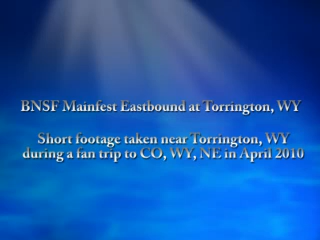 BNSF Mainfest Eastbound at Torrington, WY
Short footage taken near Torrington, WY
during a fan trip to CO, WY, NE in April 2010